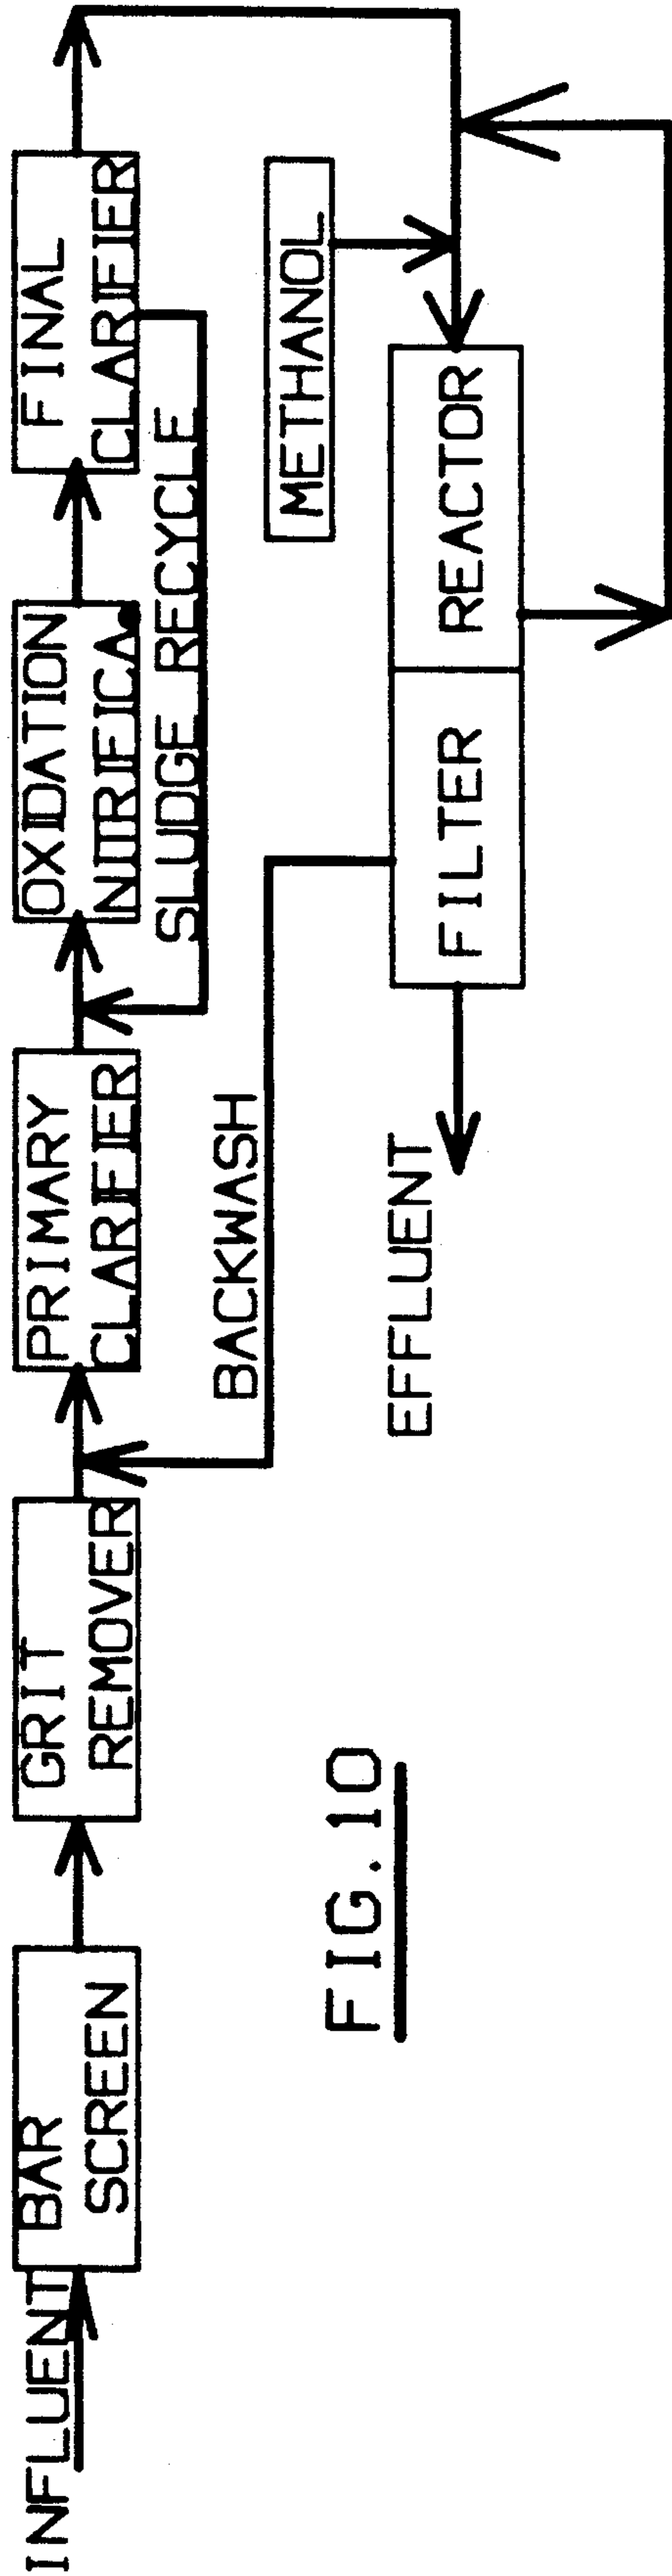 INFLUENT
BAR
SCREEN
GRIT
REMOVER
PRIMARY
CLARIFIER
OXIDATION
NITRIFICA
FINAL
CLARIFIER
SLUDGE RECYCLE
BACKWASH
METHANOL
EFFLUENT
FILTER
REACTOR
FIG.10